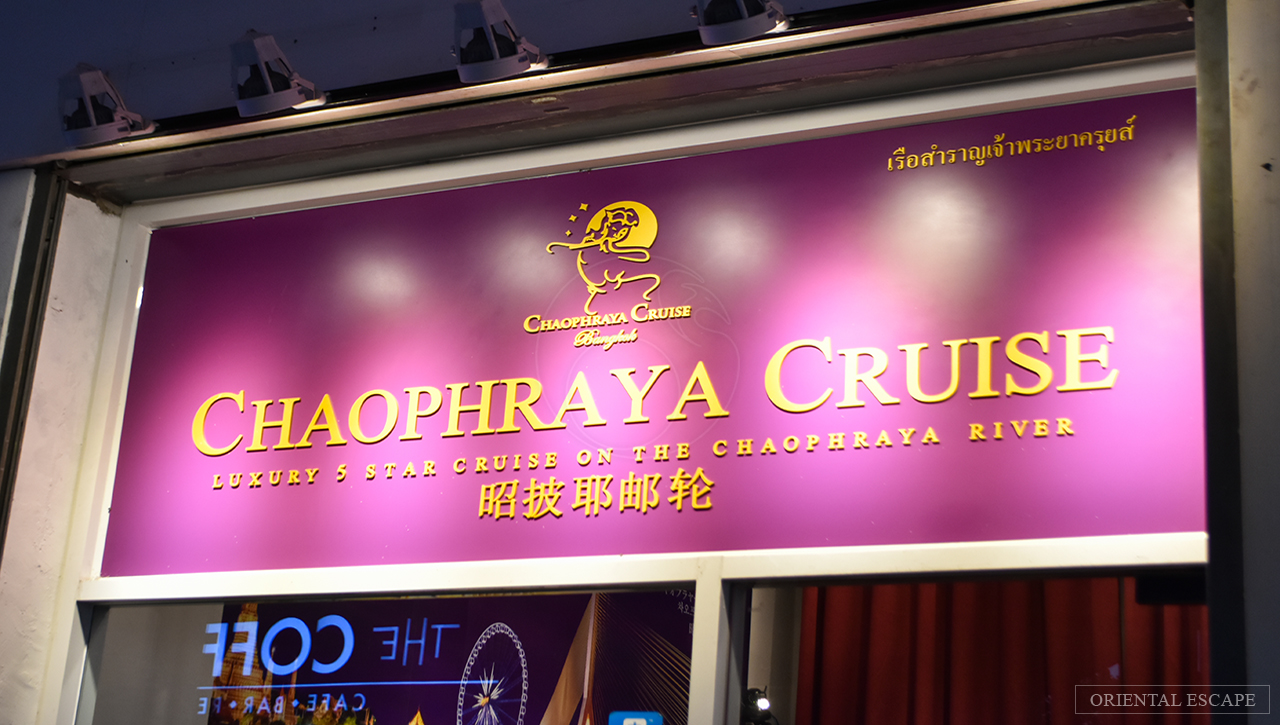 เรือสำราญเจ้าพระยาครุยส์
CHAOPHRAYA CRUISE
Bangkok
CHAOPHRAYA CRUISE
LUXURY 5 STAR CRUISE ON THE CHAOPHRAYA RIVER
昭披耶邮轮
THE COFF
CAFE • BAR • RE
ORIENTAL ESCAPE